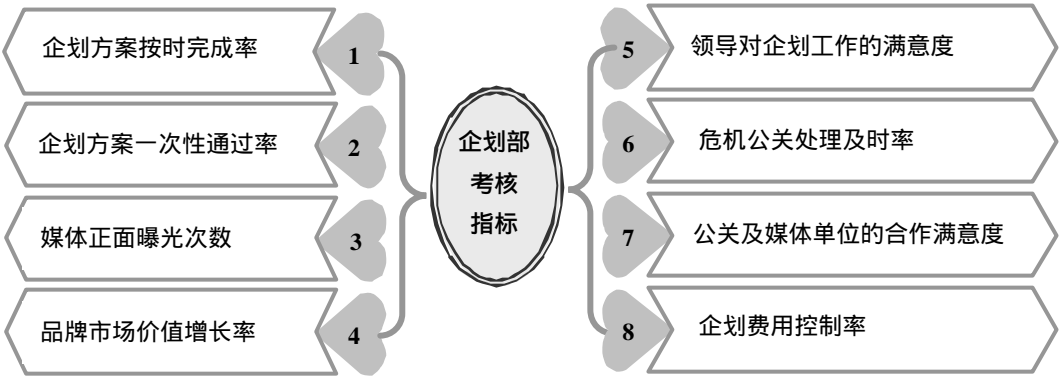 企划方案按时完成率
1
企划方案一次性通过率
2
媒体正面曝光次数
3
品牌市场价值增长率
4
企划部
考核
指标
5
领导对企划工作的满意度
6
危机公关处理及时率
7
公关及媒体单位的合作满意度
8
企划费用控制率